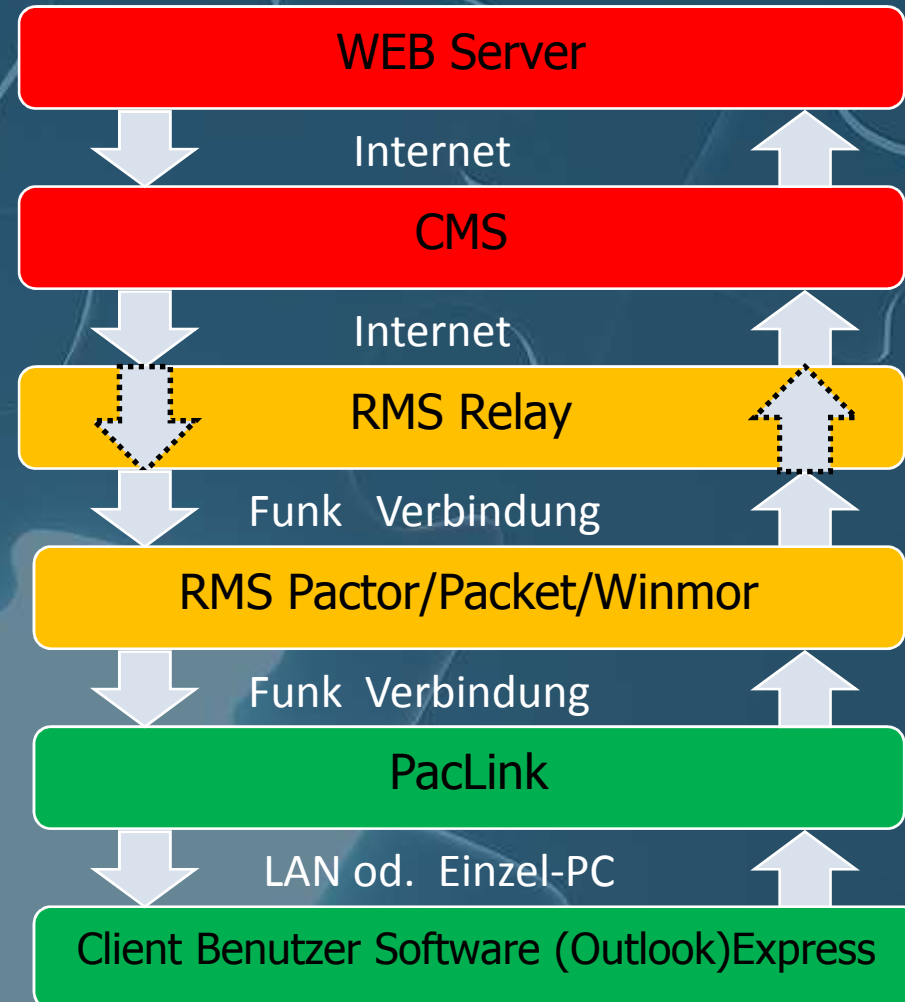 WEB Server
Internet
CMS
Internet
RMS Relay
Funk Verbindung
RMS Pactor/Packet/Winmor
Funk Verbindung
PacLink
LAN od. Einzel-PC
Client Benutzer Software (Outlook)Express